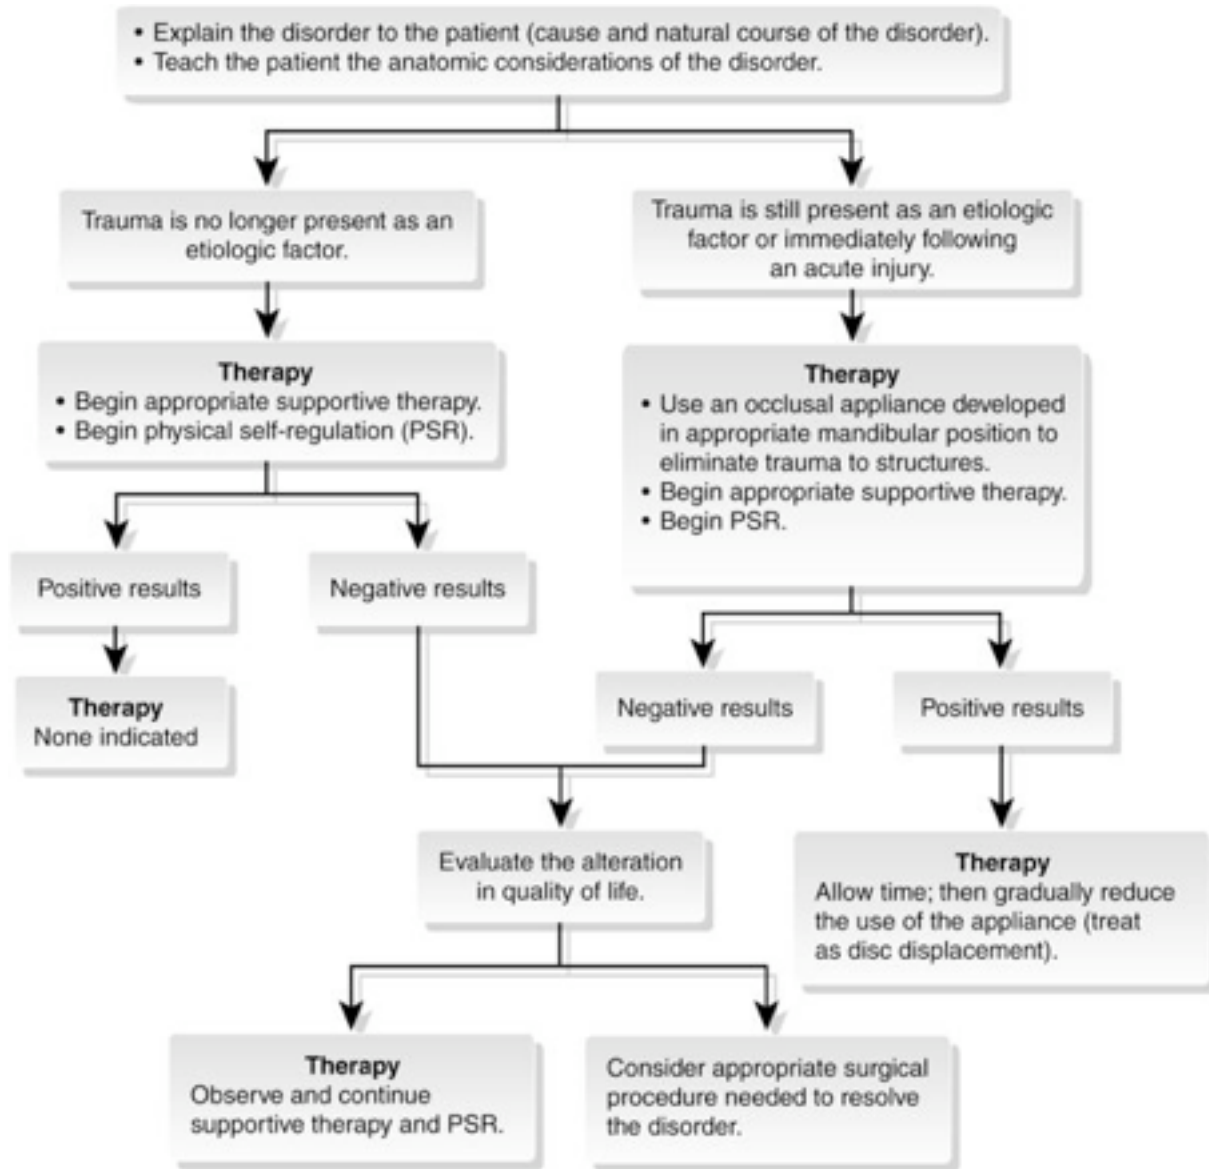 • Explain the disorder to the patient (cause and natural course of the disorder).
• Teach the patient the anatomic considerations of the disorder.
Trauma is no longer present as an
etiologic factor.
Trauma is still present as an etiologic
factor or immediately following
an acute injury.
Therapy
• Begin appropriate supportive therapy.
• Begin physical self-regulation (PSR).
Therapy
• Use an occlusal appliance developed
in appropriate mandibular position to
eliminate trauma to structures.
• Begin appropriate supportive therapy.
• Begin PSR.
Positive results
Negative results
Therapy
None indicated
Negative results
Positive results
Evaluate the alteration
in quality of life.
Therapy
Allow time; then gradually reduce
the use of the appliance (treat
as disc displacement).
Therapy
Observe and continue
supportive therapy and PSR.
Consider appropriate surgical
procedure needed to resolve
the disorder.